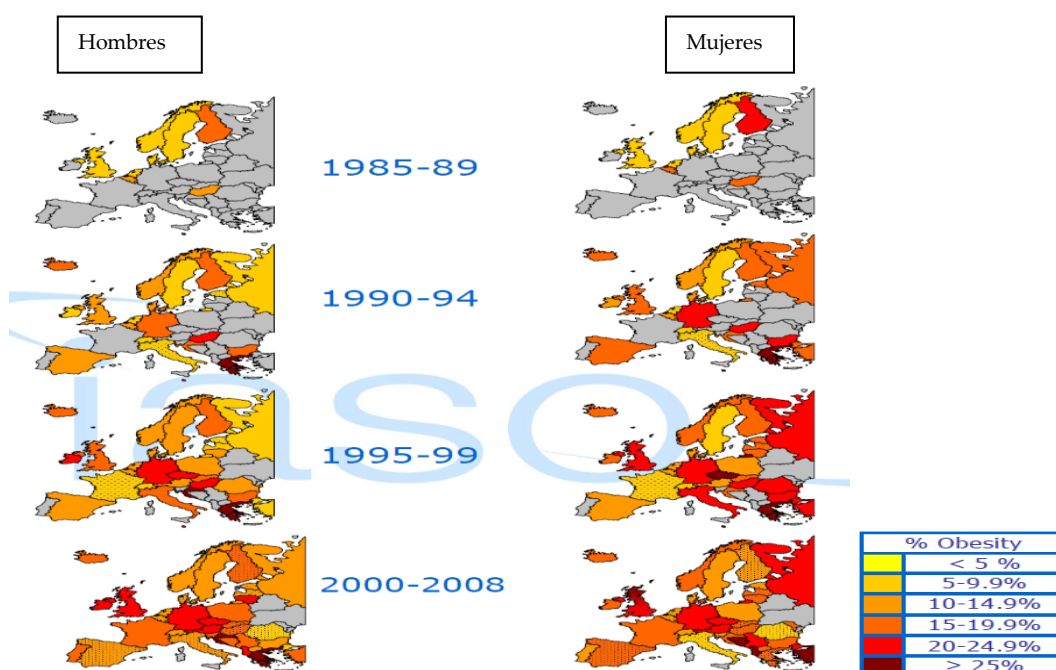 Hombres
Mujeres
1985-89
1990-94
1995-99
2000-2008
iaso
% Obesity
< 5 %
5-9.9%
10-14.9%
15-19.9%
20-24.9%
> 25%